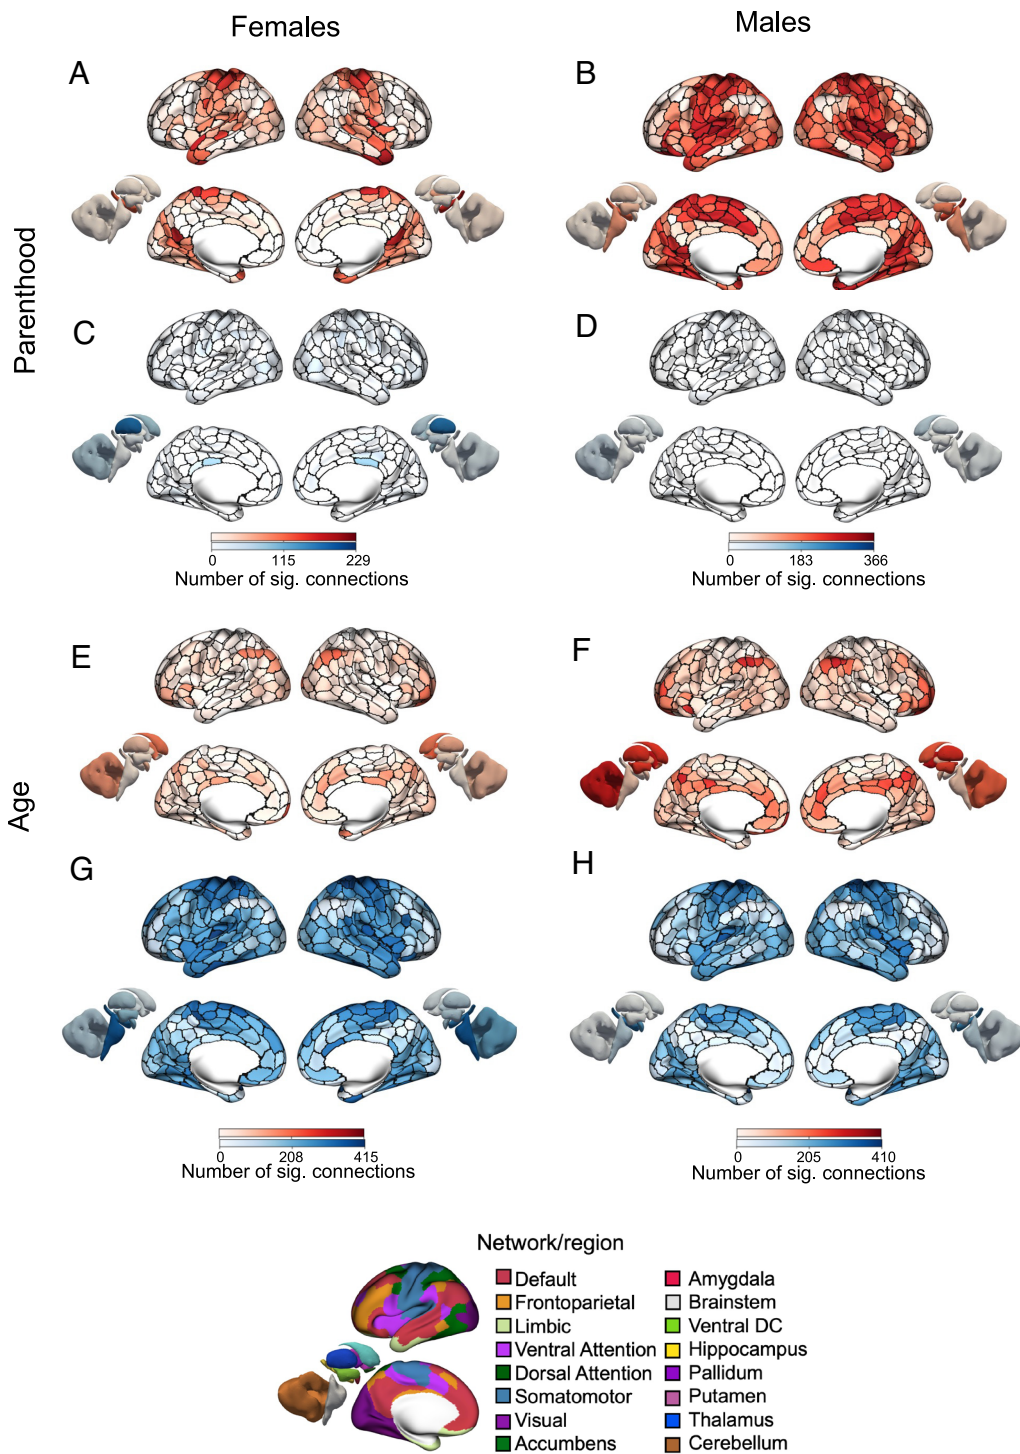 Females
Males
A
B
Parenthood
C
D
0 115 229
Number of sig. connections
0 183 366
Number of sig. connections
E
F
Age
G
H
0 208 415
Number of sig. connections
0 205 410
Number of sig. connections
Network/region
Default
Frontoparietal
Limbic
Ventral Attention
Dorsal Attention
Somatomotor
Visual
Accumbens
Amygdala
Brainstem
Ventral DC
Hippocampus
Pallidum
Putamen
Thalamus
Cerebellum